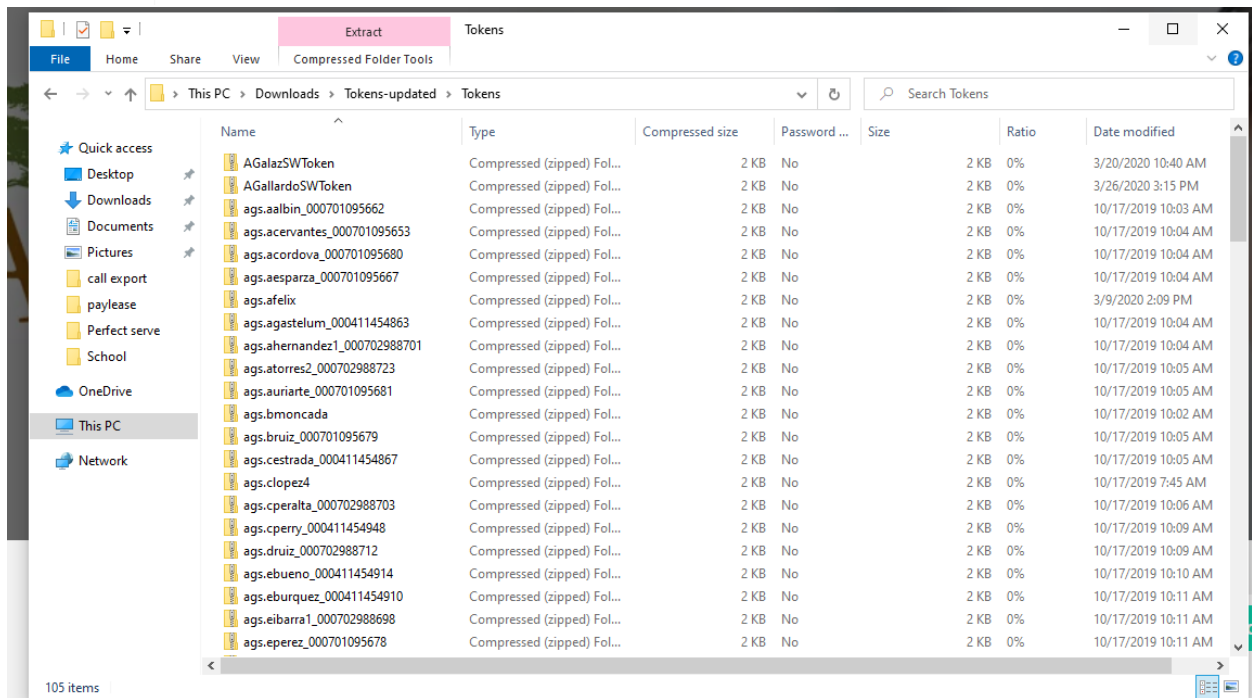 Extract Tokens
File Home Share View Compressed Folder Tools
This PC > Downloads > Tokens-updated > Tokens Search Tokens
Name Type Compressed size Password ... Size Ratio Date modified
Quick access
Desktop
Downloads
Documents
Pictures
call export
paylease
Perfect serve
School
OneDrive
This PC
Network
AGalazSWToken Compressed (zipped) Fol... 2 KB No 2 KB 0% 3/20/2020 10:40 AM
AGallardoSWToken Compressed (zipped) Fol... 2 KB No 2 KB 0% 3/26/2020 3:15 PM
ags.aalbin_000701095662 Compressed (zipped) Fol... 2 KB No 2 KB 0% 10/17/2019 10:03 AM
ags.acervantes_000701095653 Compressed (zipped) Fol... 2 KB No 2 KB 0% 10/17/2019 10:04 AM
ags.acordova_000701095680 Compressed (zipped) Fol... 2 KB No 2 KB 0% 10/17/2019 10:04 AM
ags.aesparza_000701095667 Compressed (zipped) Fol... 2 KB No 2 KB 0% 10/17/2019 10:04 AM
ags.afelix Compressed (zipped) Fol... 2 KB No 2 KB 0% 3/9/2020 2:09 PM
ags.agastelum_000411454863 Compressed (zipped) Fol... 2 KB No 2 KB 0% 10/17/2019 10:04 AM
ags.ahernandez1_000702988701 Compressed (zipped) Fol... 2 KB No 2 KB 0% 10/17/2019 10:04 AM
ags.atorres2_000702988723 Compressed (zipped) Fol... 2 KB No 2 KB 0% 10/17/2019 10:05 AM
ags.auriarte_000701095681 Compressed (zipped) Fol... 2 KB No 2 KB 0% 10/17/2019 10:05 AM
ags.bmoncada Compressed (zipped) Fol... 2 KB No 2 KB 0% 10/17/2019 10:02 AM
ags.bruiz_000701095679 Compressed (zipped) Fol... 2 KB No 2 KB 0% 10/17/2019 10:05 AM
ags.cestrada_000411454867 Compressed (zipped) Fol... 2 KB No 2 KB 0% 10/17/2019 10:05 AM
ags.clopez4 Compressed (zipped) Fol... 2 KB No 2 KB 0% 10/17/2019 7:45 AM
ags.cperalta_000702988703 Compressed (zipped) Fol... 2 KB No 2 KB 0% 10/17/2019 10:06 AM
ags.cperry_000411454948 Compressed (zipped) Fol... 2 KB No 2 KB 0% 10/17/2019 10:09 AM
ags.druiz_000702988712 Compressed (zipped) Fol... 2 KB No 2 KB 0% 10/17/2019 10:09 AM
ags.ebueno_000411454914 Compressed (zipped) Fol... 2 KB No 2 KB 0% 10/17/2019 10:10 AM
ags.eburquez_000411454910 Compressed (zipped) Fol... 2 KB No 2 KB 0% 10/17/2019 10:11 AM
ags.eibarra1_000702988698 Compressed (zipped) Fol... 2 KB No 2 KB 0% 10/17/2019 10:11 AM
ags.eperez_000701095678 Compressed (zipped) Fol... 2 KB No 2 KB 0% 10/17/2019 10:11 AM
105 items